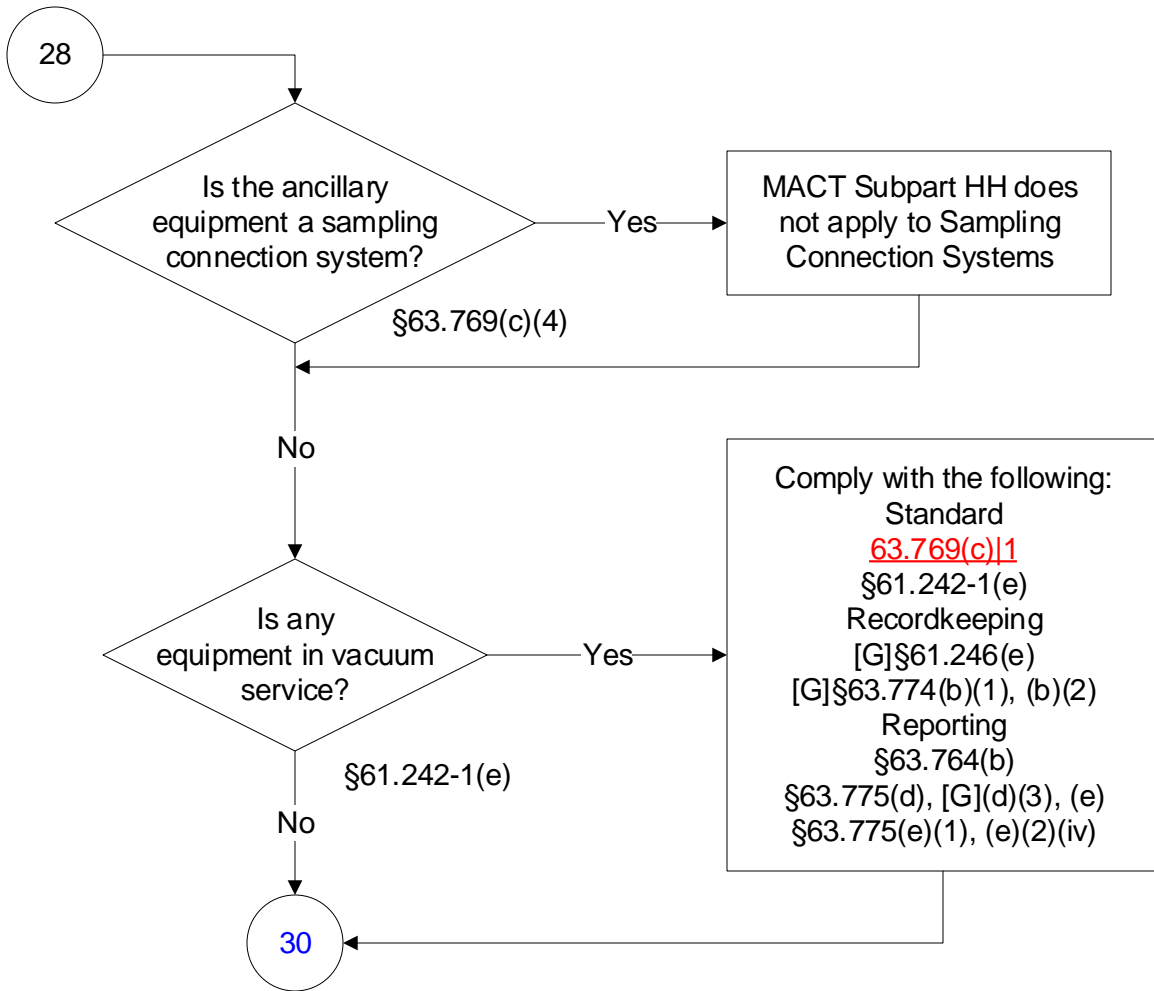 28
Is the ancillary
equipment a sampling
connection system?
Yes
MACT Subpart HH does
not apply to Sampling
Connection Systems
§63.769(c)(4)
No
Is any
equipment in vacuum
service?
Yes
Comply with the following:
Standard
63.769(c)|1
§61.242-1(e)
Recordkeeping
[G]§61.246(e)
[G]§63.774(b)(1), (b)(2)
Reporting
§63.764(b)
§63.775(d), [G](d)(3), (e)
§63.775(e)(1), (e)(2)(iv)
§61.242-1(e)
No
30